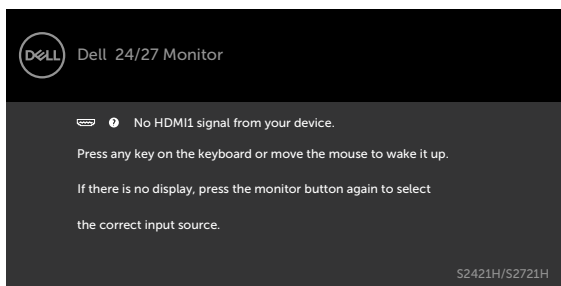 DELL
Dell 24/27 Monitor
? No HDMI1 signal from your device.
Press any key on the keyboard or move the mouse to wake it up.
If there is no display, press the monitor button again to select
the correct input source.
S2421H/S2721H